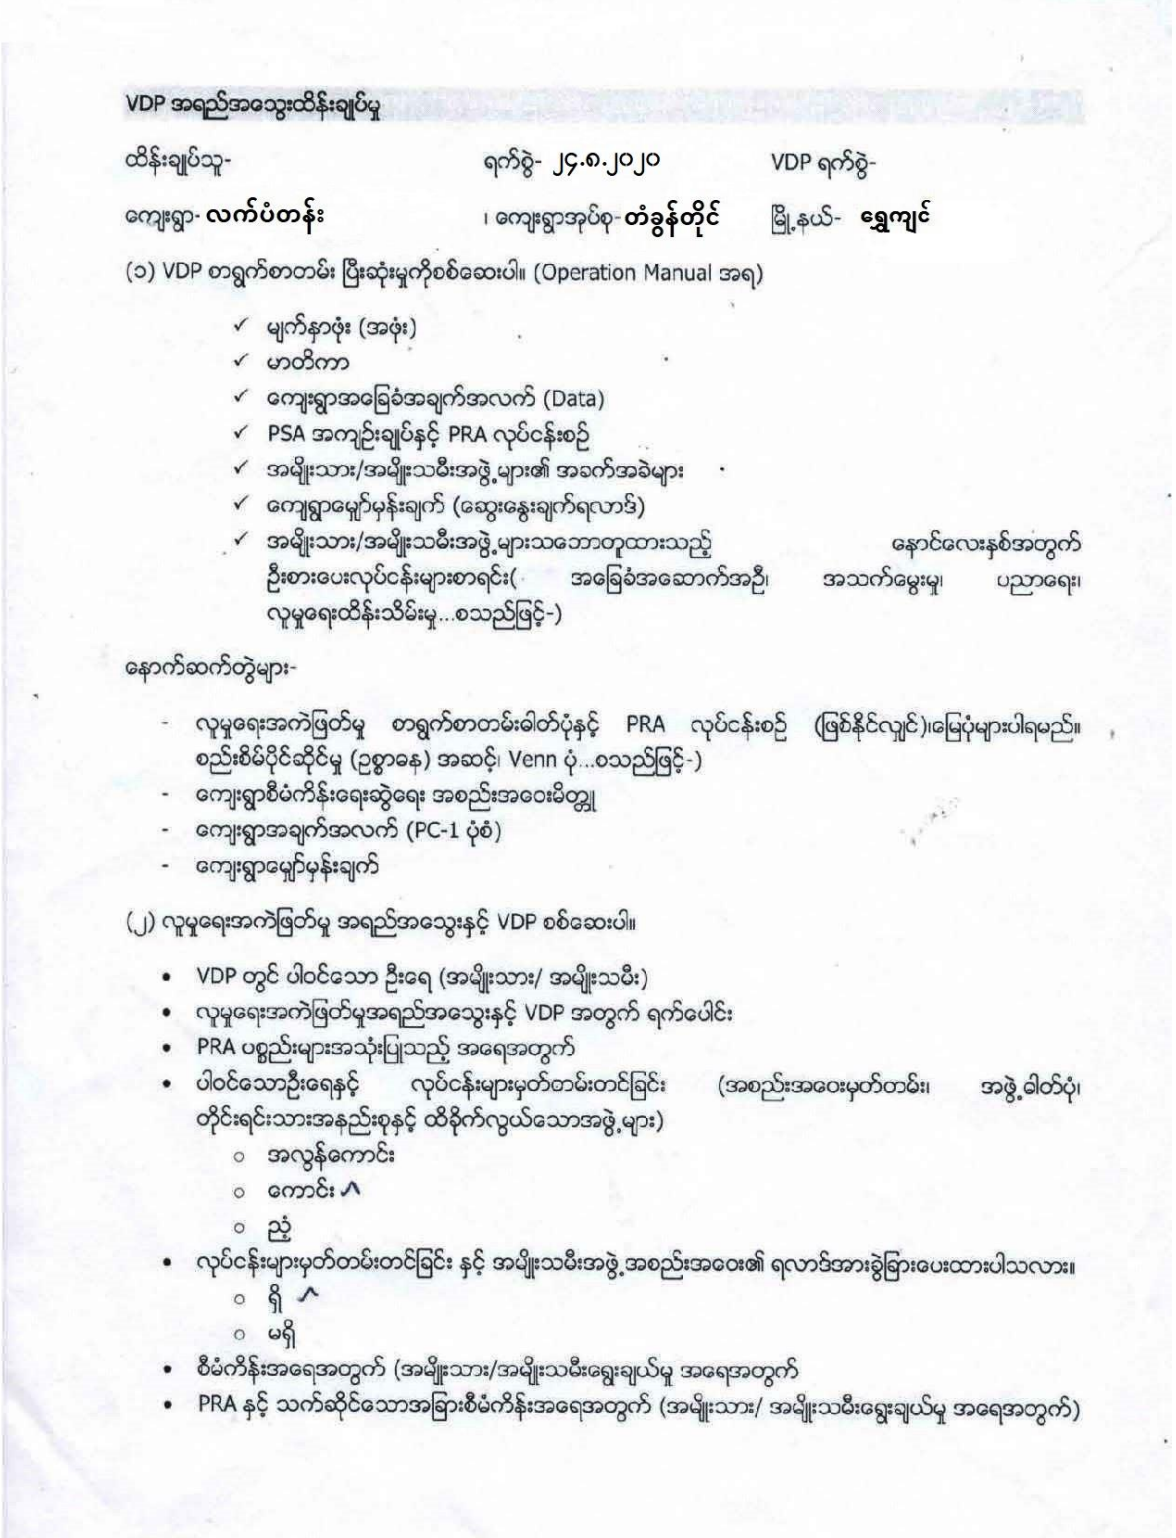 VDP အရည်အသွေးထိန်းချုပ်မှု
ထိန်းချုပ်သူ- ရက်စွဲ- ၂၄.၈.၂၀၂၀ VDP ရက်စွဲ-
ကျေးရွာ- လက်ပံတန်း ၊ ကျေးရွာအုပ်စု- တံခွန်တိုင် မြို့နယ်- ရွှေကျင်
(၁) VDP စာရွက်စာတမ်း ပြီးဆုံးမှုကိုစစ်ဆေးပါ။ (Operation Manual အရ)
✓ မျက်နှာဖုံး (အဖုံး)
✓ မာတိကာ
✓ ကျေးရွာအခြေခံအချက်အလက် (Data)
✓ PSA အကျဉ်းချုပ်နှင့် PRA လုပ်ငန်းစဉ်
✓ အမျိုးသား/အမျိုးသမီးအဖွဲ့များ၏ အခက်အခဲများ
✓ ကျေရွာမျှော်မှန်းချက် (ဆွေးနွေးချက်ရလာဒ်)
✓ အမျိုးသား/အမျိုးသမီးအဖွဲ့များသဘောတူထားသည့် နောင်လေးနှစ်အတွက်
ဦးစားပေးလုပ်ငန်းများစာရင်း( အခြေခံအဆောက်အဦ၊ အသက်မွေးမှု၊ ပညာရေး၊
လူမှုရေးထိန်းသိမ်းမှု...စသည်ဖြင့်-)
နောက်ဆက်တွဲများ-
- လူမှုရေးအကဲဖြတ်မှု စာရွက်စာတမ်းဓါတ်ပုံနှင့် PRA လုပ်ငန်းစဉ် (ဖြစ်နိုင်လျှင်)၊မြေပုံများပါရမည်။
စည်းစိမ်ပိုင်ဆိုင်မှု (ဥစ္စာဓန) အဆင့်၊ Venn ပုံ...စသည်ဖြင့်-)
- ကျေးရွာစီမံကိန်းရေးဆွဲရေး အစည်းအဝေးမိတ္တူ
- ကျေးရွာအချက်အလက် (PC-1 ပုံစံ)
- ကျေးရွာမျှော်မှန်းချက်
(၂) လူမှုရေးအကဲဖြတ်မှု အရည်အသွေးနှင့် VDP စစ်ဆေးပါ။
• VDP တွင် ပါဝင်သော ဦးရေ (အမျိုးသား/ အမျိုးသမီး)
• လူမှုရေးအကဲဖြတ်မှုအရည်အသွေးနှင့် VDP အတွက် ရက်ပေါင်း
• PRA ပစ္စည်းများအသုံးပြုသည့် အရေအတွက်
• ပါဝင်သောဦးရေနှင့် လုပ်ငန်းများမှတ်တမ်းတင်ခြင်း (အစည်းအဝေးမှတ်တမ်း၊ အဖွဲ့ဓါတ်ပုံ၊
တိုင်းရင်းသားအနည်းစုနှင့် ထိခိုက်လွယ်သောအဖွဲ့များ)
o အလွန်ကောင်း
o ကောင်း
o ညံ့
• လုပ်ငန်းများမှတ်တမ်းတင်ခြင်း နှင့် အမျိုးသမီးအဖွဲ့အစည်းအဝေး၏ ရလာဒ်အားခွဲခြားပေးထားပါသလား။
o ရှိ
o မရှိ
• စီမံကိန်းအရေအတွက် (အမျိုးသား/အမျိုးသမီးရွေးချယ်မှု အရေအတွက်
• PRA နှင့် သက်ဆိုင်သောအခြားစီမံကိန်းအရေအတွက် (အမျိုးသား/ အမျိုးသမီးရွေးချယ်မှု အရေအတွက်)